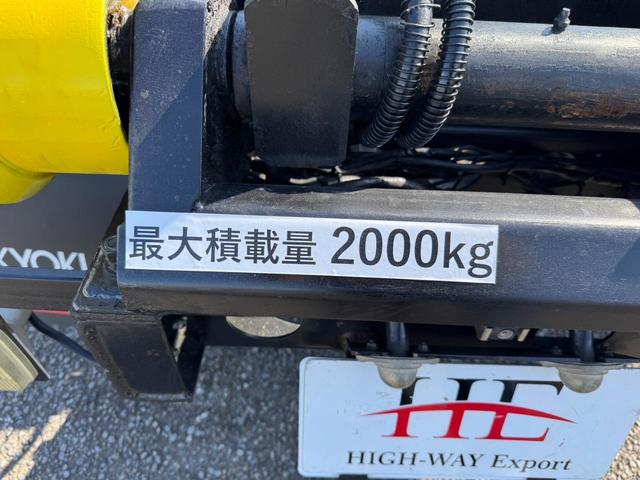 最大積載量 2000kg
KYOKU
HE
HIGH-WAY Export